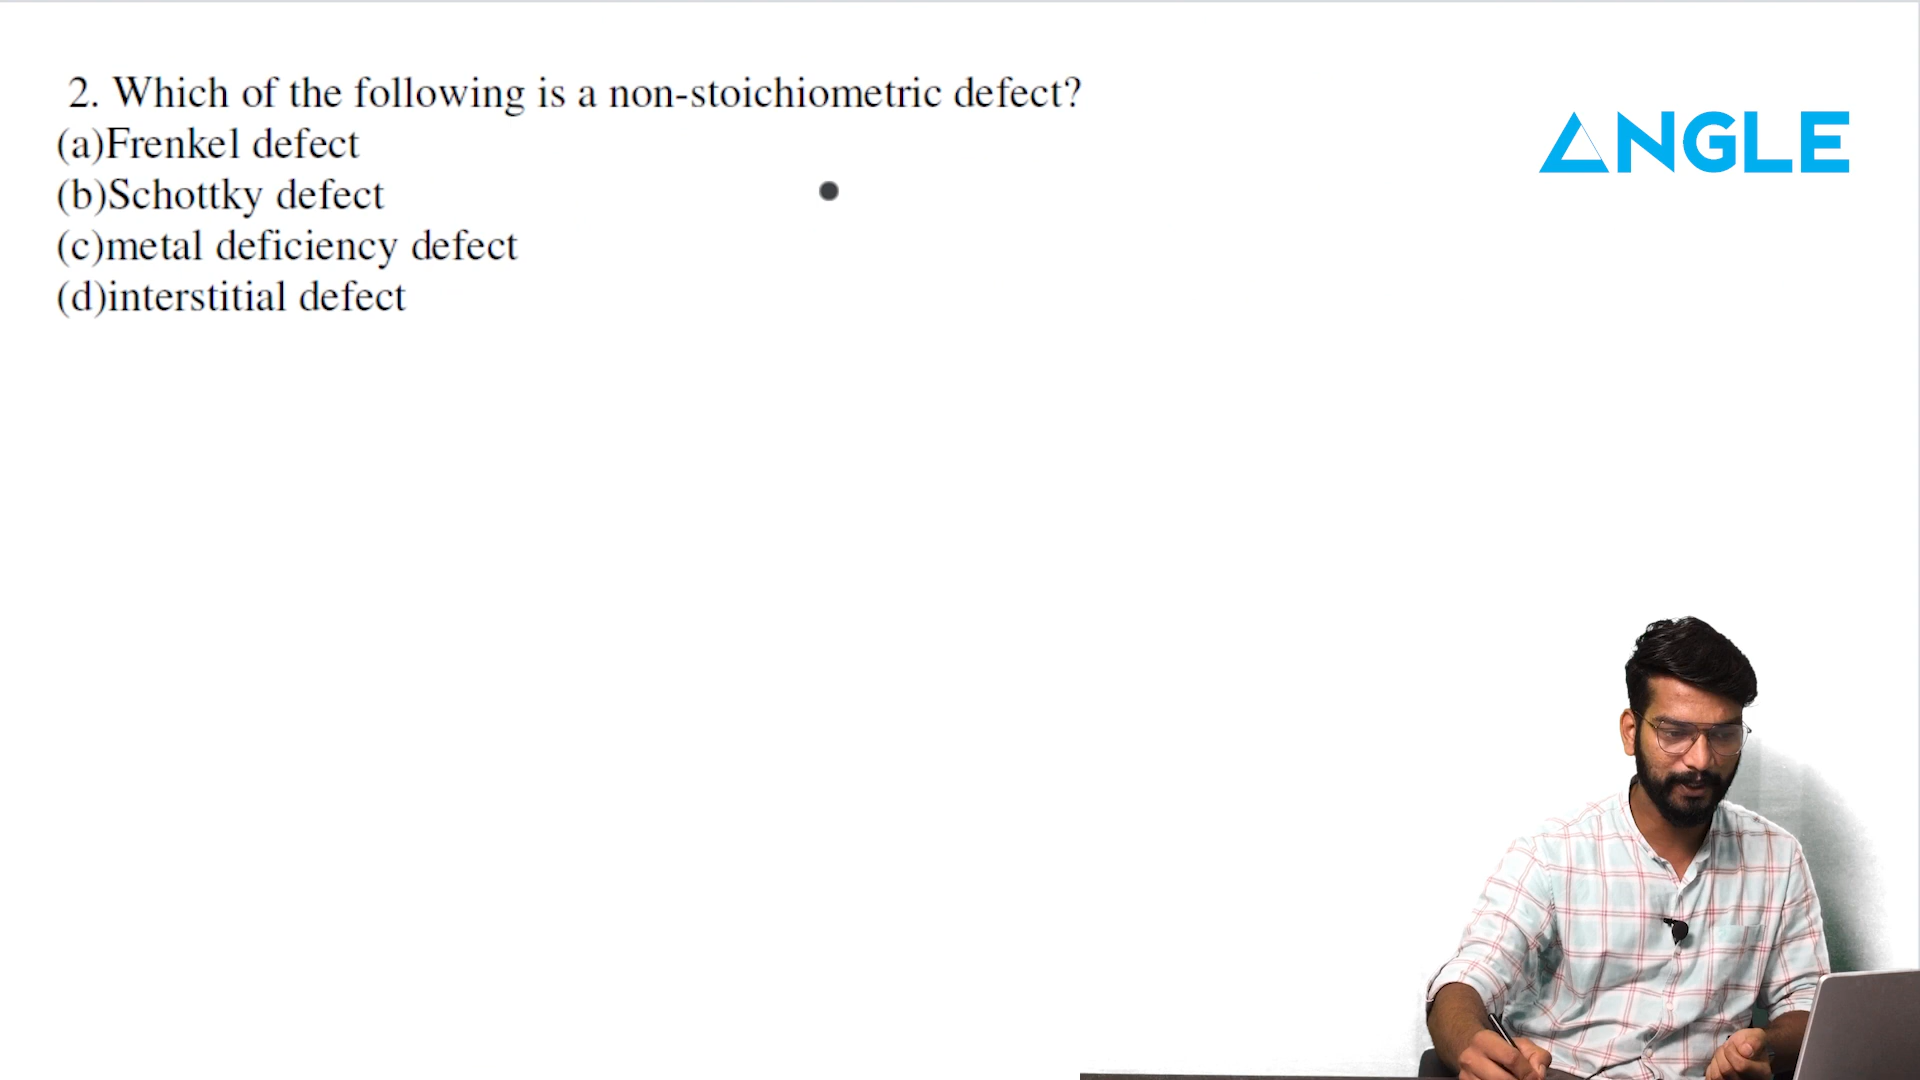 2. Which of the following is a non-stoichiometric defect?
(a)Frenkel defect
(b)Schottky defect
(c)metal deficiency defect
(d)interstitial defect
ANGLE